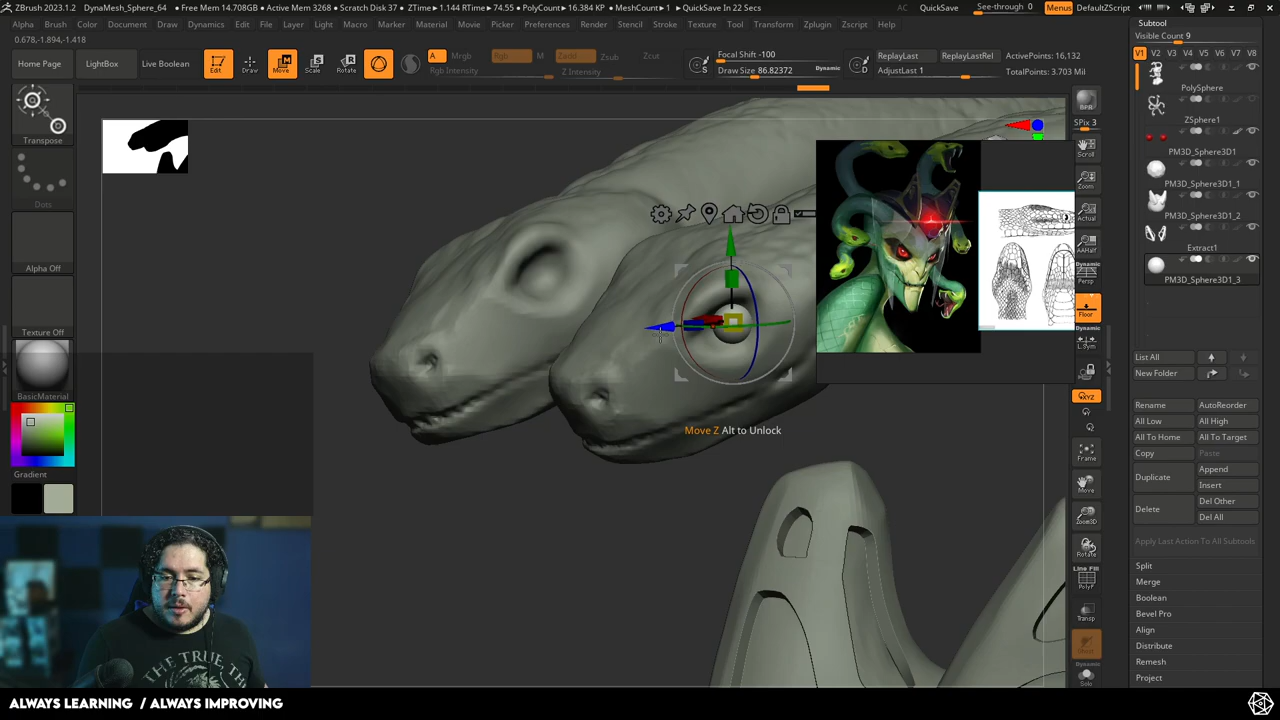 ZBrush 2023.1.2 DynaMesh_Sphere_64 • Free Mem 14.708GB • Active Mem 3268 • Scratch Disk 37 • ZTime▸1.144 RTime▸74.55 • PolyCount▸16.384 KP • MeshCount▸1 • QuickSave In 22 Secs AC QuickSave See-through 0 Menus DefaultZScript
Alpha Brush Color Document Draw Dynamics Edit File Layer Light Macro Marker Material Movie Picker Preferences Render Stencil Stroke Texture Tool Transform Zplugin Zscript Help
0.678,-1.894,-1.418
Home Page
LightBox
Live Boolean
Edit
Draw
Move
Scale
Rotate
A
Mrgb
Rgb
M
Zadd
Zsub
Zcut
Rgb Intensity
Z Intensity
S
Focal Shift -100
Draw Size 86.82372
Dynamic
D
ReplayLast
ReplayLastRel
AdjustLast 1
ActivePoints: 16,132
TotalPoints: 3.703 Mil
Transpose
Dots
Alpha Off
Texture Off
BasicMaterial
Gradient
Move Z Alt to Unlock
BPR
SPix 3
Scroll
Zoom
Actual
AAHalf
Dynamic
Persp
Floor
Dynamic
L.Sym
XYZ
Frame
Move
Zoom3D
Rotate
Line Fill
PolyF
Transp
Dynamic
Solo
Subtool
Visible Count 9
V1 V2 V3 V4 V5 V6 V7 V8
PolySphere
ZSphere1
PM3D_Sphere3D1
PM3D_Sphere3D1_1
PM3D_Sphere3D1_2
Extract1
PM3D_Sphere3D1_3
List All
New Folder
Rename AutoReorder
All Low All High
All To Home All To Target
Copy Paste
Duplicate Append
Insert
Delete Del Other
Del All
Apply Last Action To All Subtools
Split
Merge
Boolean
Bevel Pro
Align
Distribute
Remesh
Project
THE TRUE
ALWAYS LEARNING / ALWAYS IMPROVING